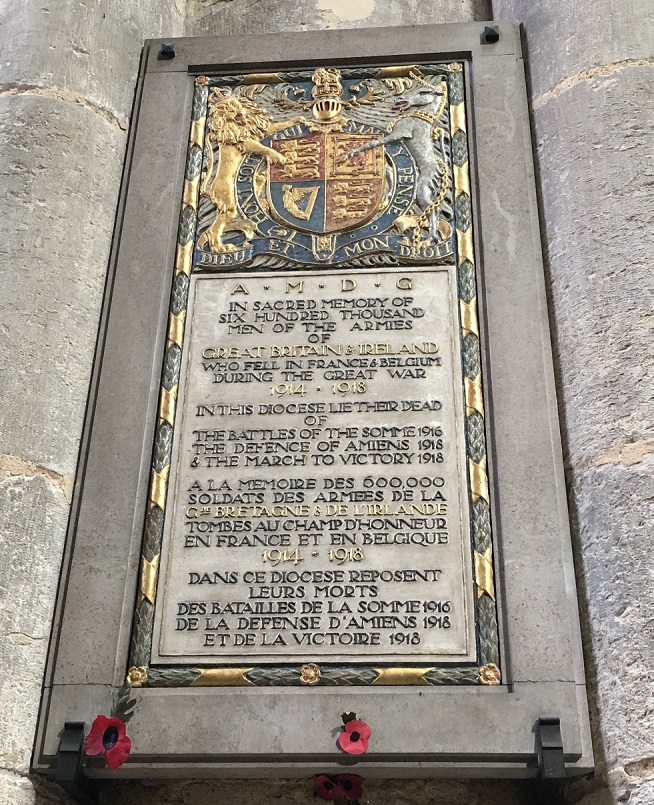 HONI
SOIT
QUI
MAL
Y PENSE
DIEU ET MON DROIT
A · M · D · G
IN SACRED MEMORY OF
SIX HUNDRED THOUSAND
MEN OF THE ARMIES
OF
GREAT BRITAIN & IRELAND
WHO FELL IN FRANCE & BELGIUM
DURING THE GREAT WAR
1914 - 1918
IN THIS DIOCESE LIE THEIR DEAD
OF
THE BATTLES OF THE SOMME 1916
THE DEFENCE OF AMIENS 1918
& THE MARCH TO VICTORY 1918
A LA MEMOIRE DES 600,000
SOLDATS DES ARMEES DE LA
GDE BRETAGNE & DE L'IRLANDE
TOMBES AU CHAMP D'HONNEUR
EN FRANCE ET EN BELGIQUE
1914 - 1918
DANS CE DIOCESE REPOSENT
LEURS MORTS
DES BATAILLES DE LA SOMME 1916
DE LA DEFENSE D'AMIENS 1918
ET DE LA VICTOIRE 1918